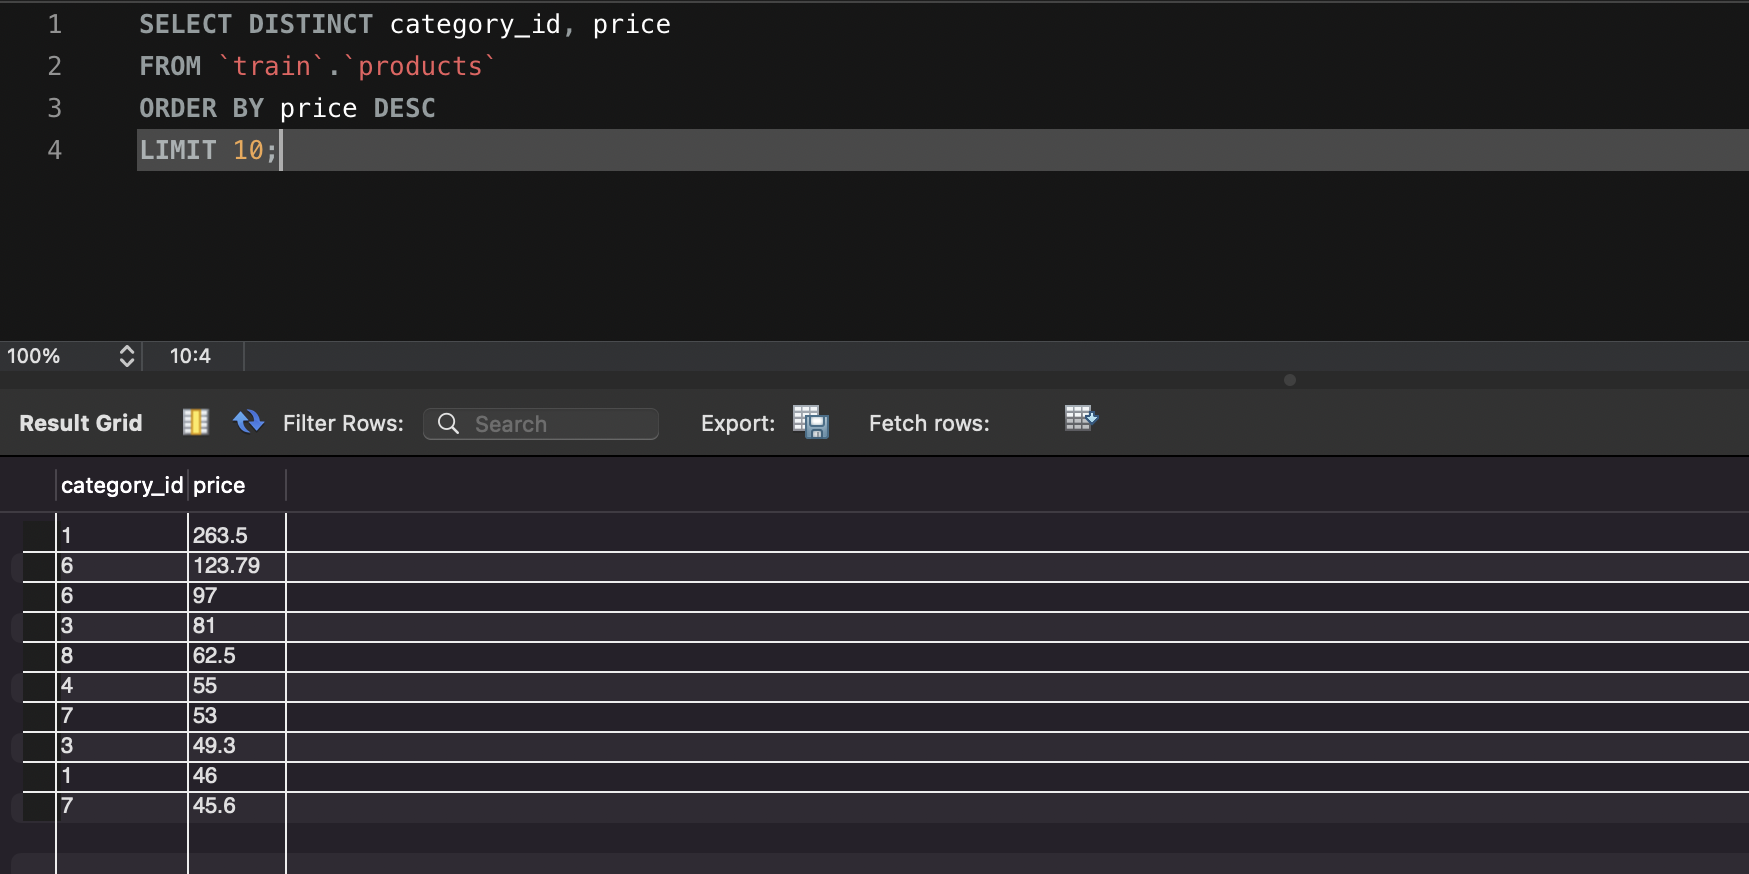 1 SELECT DISTINCT category_id, price
2 FROM `train`.`products`
3 ORDER BY price DESC
4 LIMIT 10;
100% 10:4
Result Grid Filter Rows: Search Export: Fetch rows:
category_id price
1 263.5
6 123.79
6 97
3 81
8 62.5
4 55
7 53
3 49.3
1 46
7 45.6